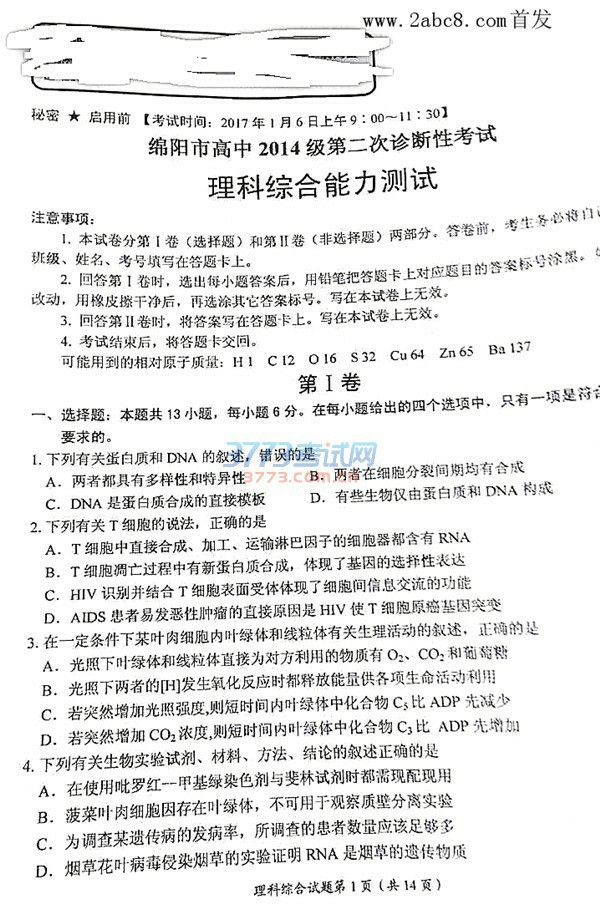 www.2abc8.com首发
秘密 ★ 启用前 【考试时间：2017年1月6日上午9：00～11：30】
绵阳市高中2014级第二次诊断性考试
理科综合能力测试
注意事项：
1. 本试卷分第Ⅰ卷（选择题）和第Ⅱ卷（非选择题）两部分。答卷前，考生务必将自
班级、姓名、考号填写在答题卡上。
2. 回答第Ⅰ卷时，选出每小题答案后，用铅笔把答题卡上对应题目的答案标号涂黑。
改动，用橡皮擦干净后，再选涂其它答案标号。写在本试卷上无效。
3. 回答第Ⅱ卷时，将答案写在答题卡上。写在本试卷上无效。
4. 考试结束后，将答题卡交回。
可能用到的相对原子质量：H 1 C 12 O 16 S 32 Cu 64 Zn 65 Ba 137
第Ⅰ卷
一、选择题：本题共13小题，每小题6分。在每小题给出的四个选项中，只有一项是符合
要求的。
3773考试网
3773.com.cn
1. 下列有关蛋白质和DNA的叙述，错误的是
A．两者都具有多样性和特异性 B．两者在细胞分裂间期均有合成
C．DNA是蛋白质合成的直接模板 D．有些生物仅由蛋白质和DNA构成
2. 下列有关T细胞的说法，正确的是
A．T细胞中直接合成、加工、运输淋巴因子的细胞器都含有RNA
B．T细胞凋亡过程中有新蛋白质合成，体现了基因的选择性表达
C．HIV识别并结合T细胞表面受体体现了细胞间信息交流的功能
D．AIDS患者易发恶性肿瘤的直接原因是HIV使T细胞原癌基因突变
3. 在一定条件下某叶肉细胞内叶绿体和线粒体有关生理活动的叙述，正确的是
A．光照下叶绿体和线粒体直接为对方利用的物质有O₂、CO₂和葡萄糖
B．光照下两者的[H]发生氧化反应时都释放能量供各项生命活动利用
C．若突然增加光照强度,则短时间内叶绿体中化合物C₃比ADP先减少
D．若突然增加CO₂浓度,则短时间内叶绿体中化合物C₃比 ADP先增加
4. 下列有关生物实验试剂、材料、方法、结论的叙述正确的是
A．在使用吡罗红--甲基绿染色剂与斐林试剂时都需现配现用
B．菠菜叶肉细胞因存在叶绿体，不可用于观察质壁分离实验
C．为调查某遗传病的发病率，所调查的患者数量应该足够多
D．烟草花叶病毒侵染烟草的实验证明RNA是烟草的遗传物质
理科综合试题第1页（共14页）